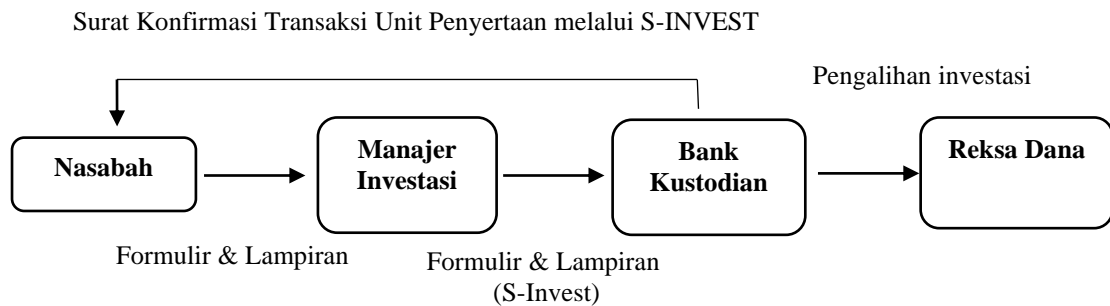 Surat Konfirmasi Transaksi Unit Penyertaan melalui S-INVEST
Pengalihan investasi
Nasabah
Manajer
Investasi
Bank
Kustodian
Reksa Dana
Formulir & Lampiran
Formulir & Lampiran
(S-Invest)